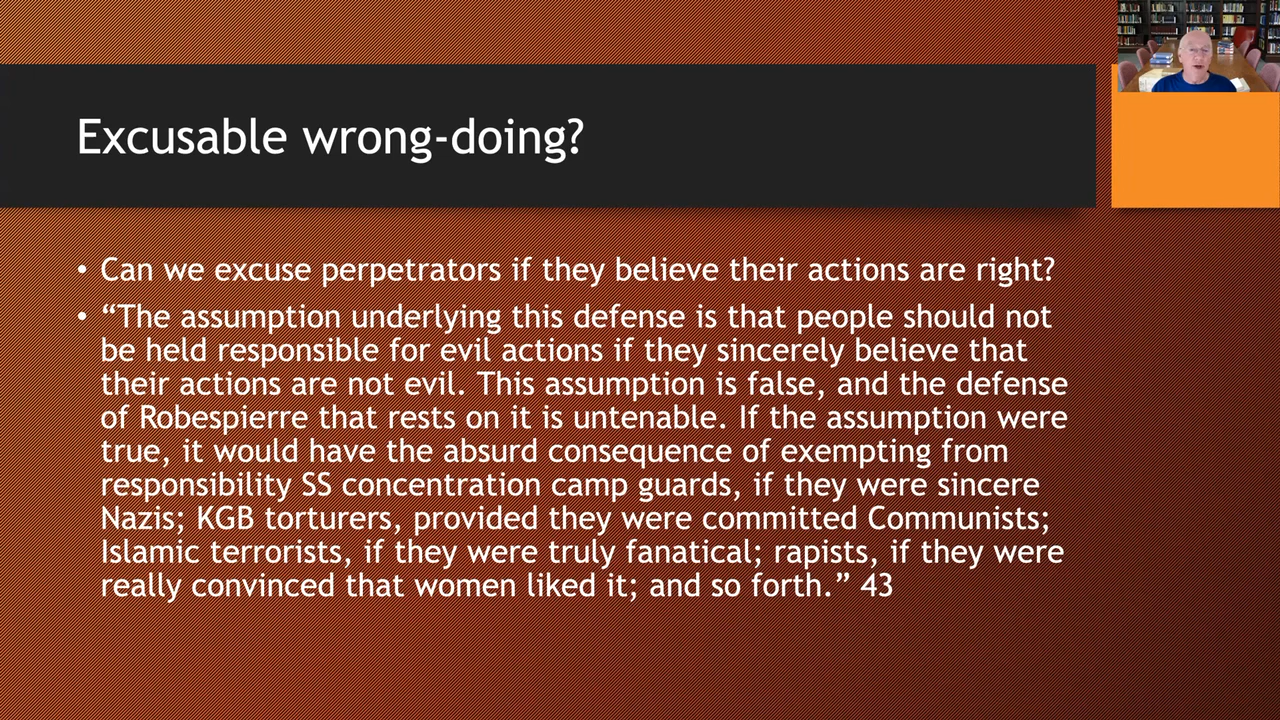 Excusable wrong-doing?
• Can we excuse perpetrators if they believe their actions are right?
• “The assumption underlying this defense is that people should not
be held responsible for evil actions if they sincerely believe that
their actions are not evil. This assumption is false, and the defense
of Robespierre that rests on it is untenable. If the assumption were
true, it would have the absurd consequence of exempting from
responsibility SS concentration camp guards, if they were sincere
Nazis; KGB torturers, provided they were committed Communists;
Islamic terrorists, if they were truly fanatical; rapists, if they were
really convinced that women liked it; and so forth.” 43